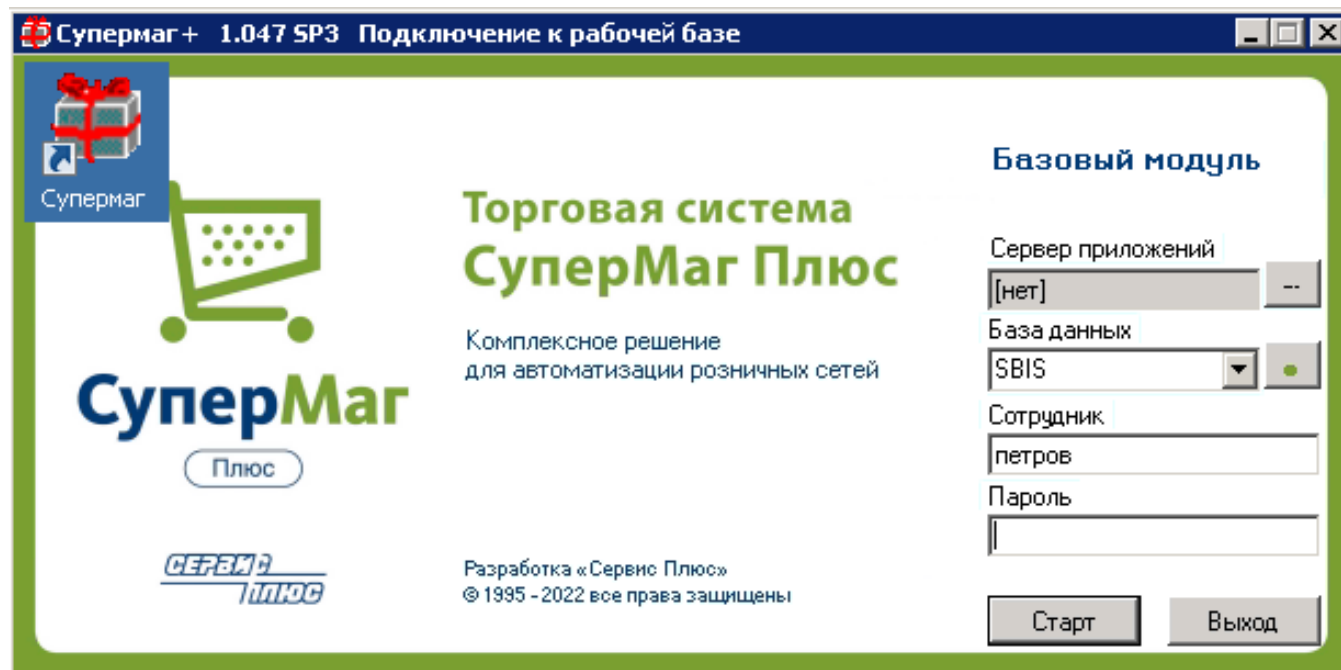 Супермаг+ 1.047 SP3 Подключение к рабочей базе
Супермаг
Базовый модуль
Торговая система
СуперМаг Плюс
Комплексное решение
для автоматизации розничных сетей
СуперМаг
Плюс
СЕРВИС
ПЛЮС
Разработка «Сервис Плюс»
© 1995 - 2022 все права защищены
Сервер приложений
[нет]
...
База данных
SBIS
Сотрудник
петров
Пароль
Старт
Выход